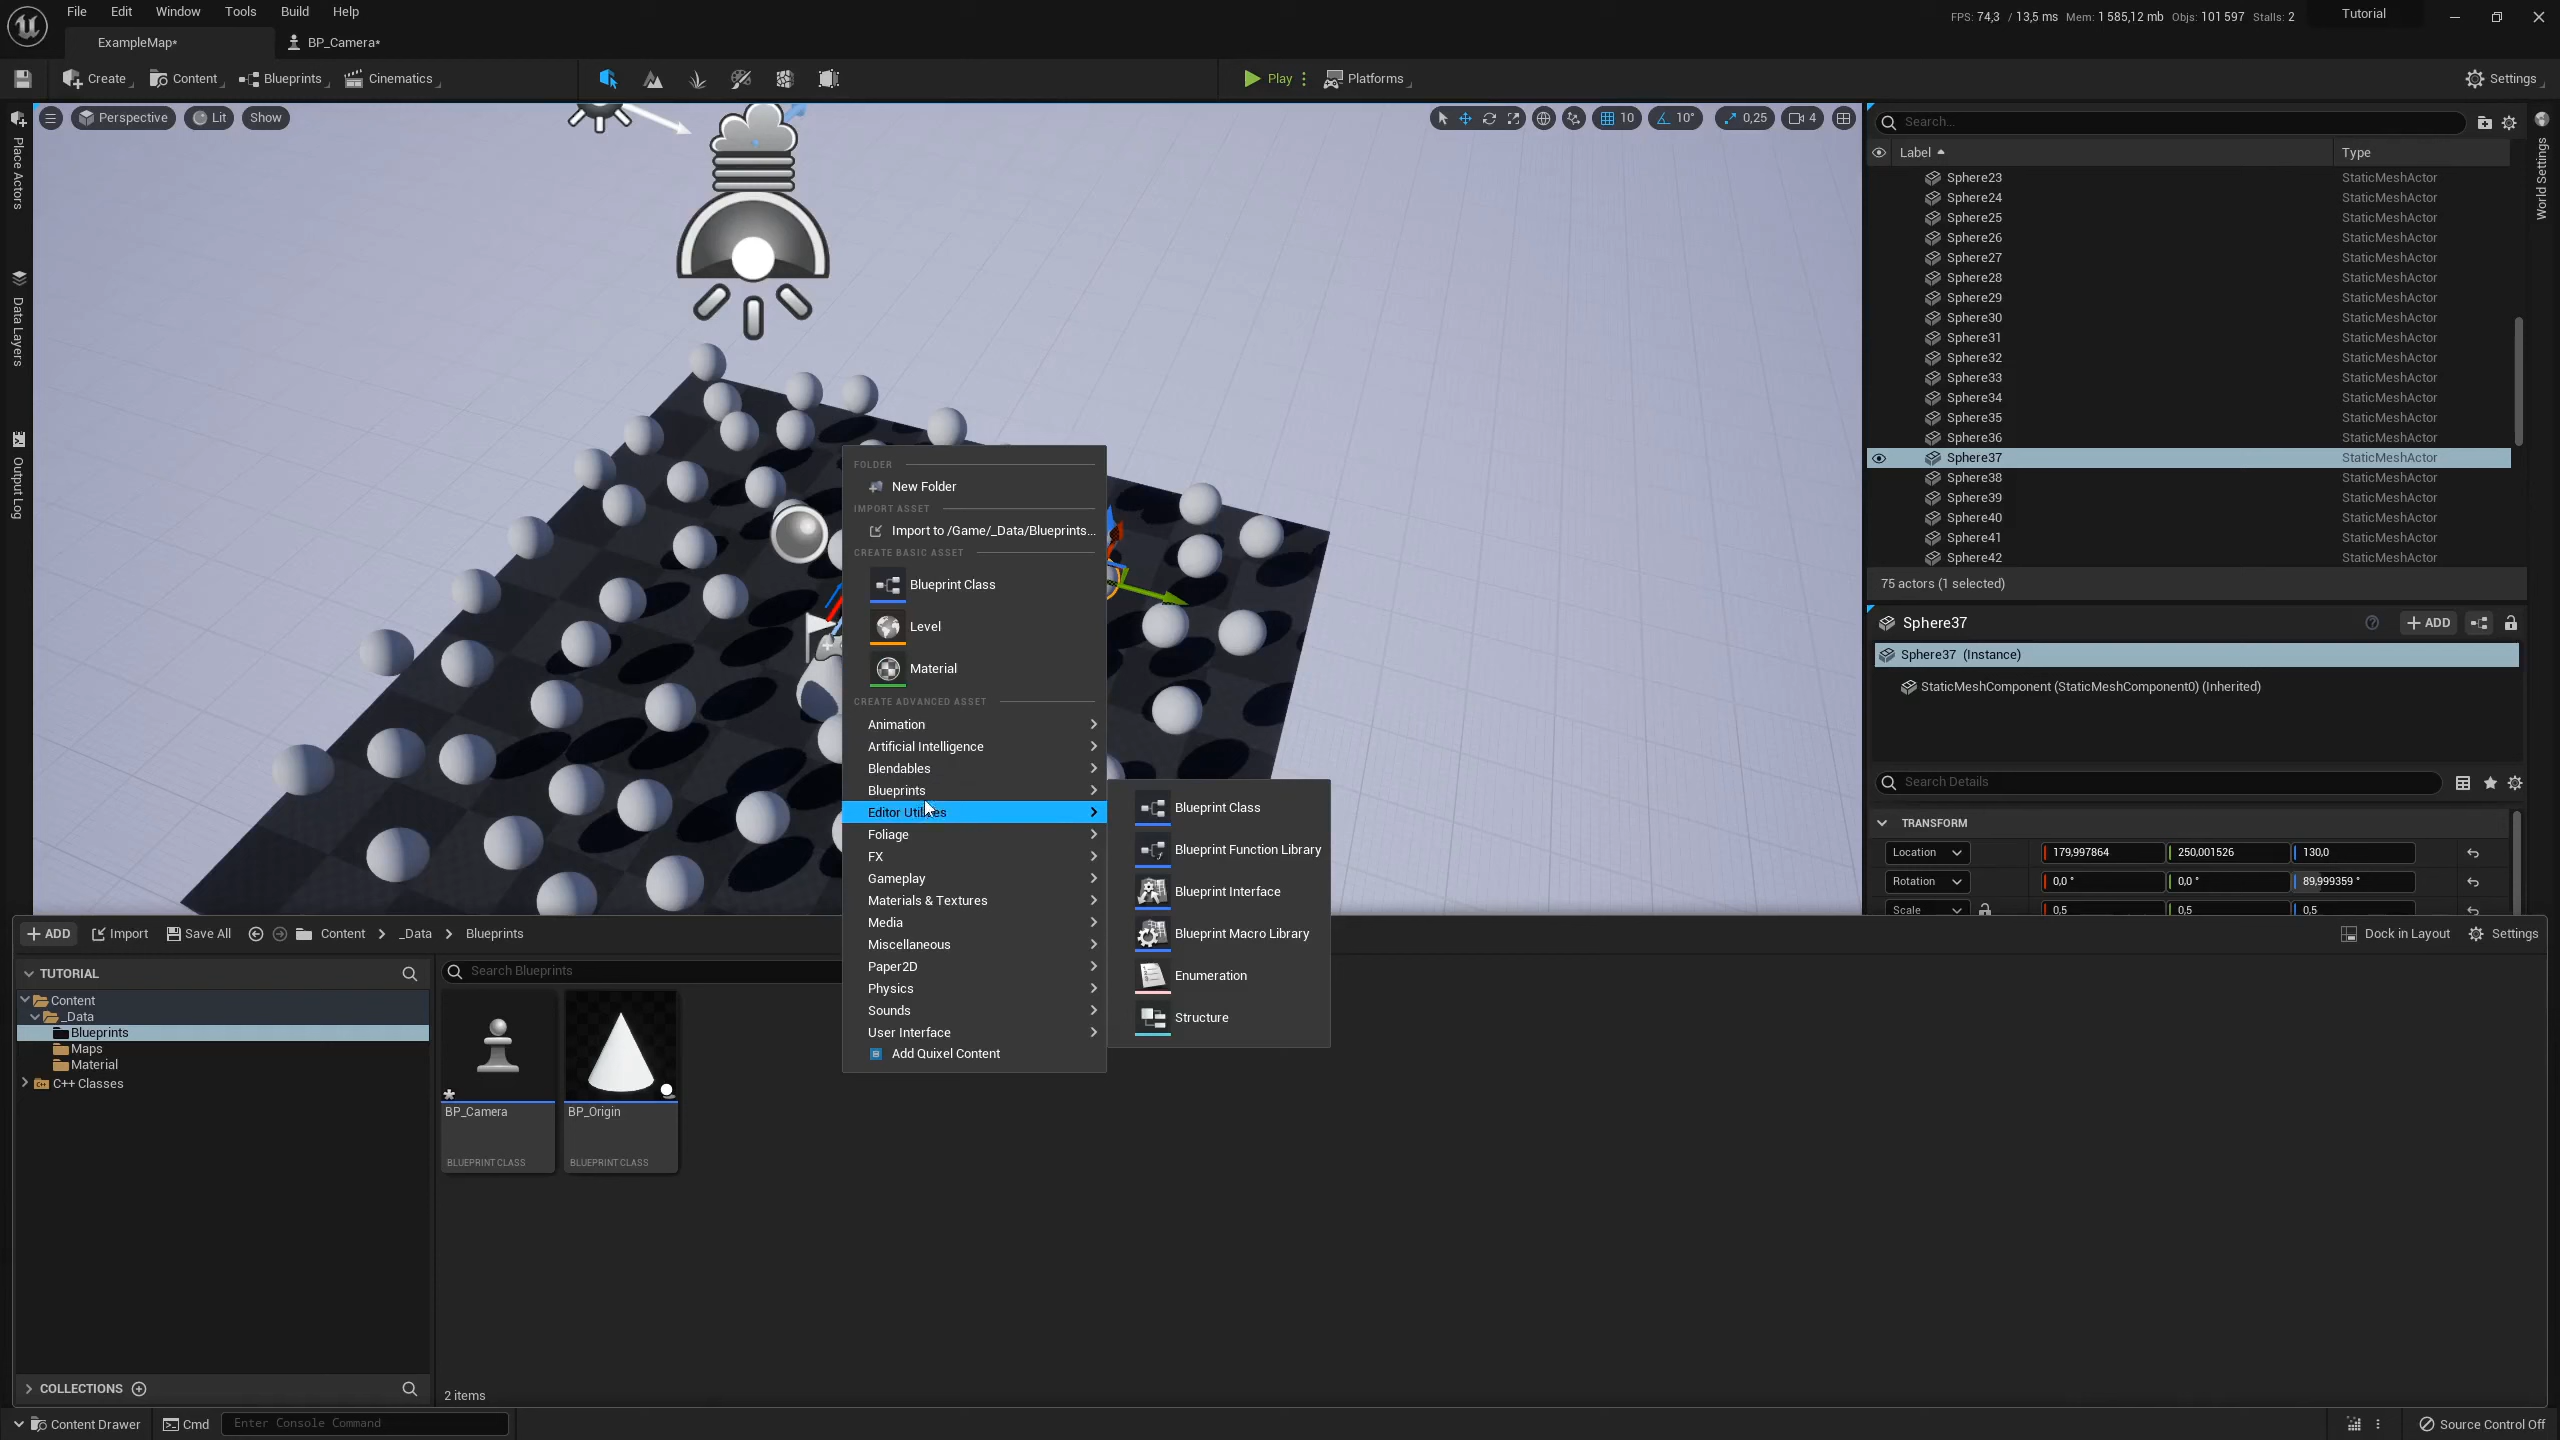 File Edit Window Tools Build Help
FPS: 74,3 / 13,5 ms Mem: 1 585,12 mb Objs: 101 597 Stalls: 2
Tutorial
ExampleMap*
BP_Camera*
Create
Content
Blueprints
Cinematics
Play
Platforms
Settings
Place Actors
Data Layers
Output Log
Perspective
Lit
Show
10
10°
0,25
4
Search...
World Settings
Label
Type
Sphere23 StaticMeshActor
Sphere24 StaticMeshActor
Sphere25 StaticMeshActor
Sphere26 StaticMeshActor
Sphere27 StaticMeshActor
Sphere28 StaticMeshActor
Sphere29 StaticMeshActor
Sphere30 StaticMeshActor
Sphere31 StaticMeshActor
Sphere32 StaticMeshActor
Sphere33 StaticMeshActor
Sphere34 StaticMeshActor
Sphere35 StaticMeshActor
Sphere36 StaticMeshActor
Sphere37 StaticMeshActor
Sphere38 StaticMeshActor
Sphere39 StaticMeshActor
Sphere40 StaticMeshActor
Sphere41 StaticMeshActor
Sphere42 StaticMeshActor
75 actors (1 selected)
Sphere37
+ ADD
Sphere37 (Instance)
StaticMeshComponent (StaticMeshComponent0) (Inherited)
Search Details
TRANSFORM
Location 179,997864 250,001526 130,0
Rotation 0,0 ° 0,0 ° 89,999359 °
Scale 0,5 0,5 0,5
FOLDER
New Folder
IMPORT ASSET
Import to /Game/_Data/Blueprints...
CREATE BASIC ASSET
Blueprint Class
Level
Material
CREATE ADVANCED ASSET
Animation
Artificial Intelligence
Blendables
Blueprints
Editor Utilities
Foliage
FX
Gameplay
Materials & Textures
Media
Miscellaneous
Paper2D
Physics
Sounds
User Interface
Add Quixel Content
Blueprint Class
Blueprint Function Library
Blueprint Interface
Blueprint Macro Library
Enumeration
Structure
+ ADD
Import
Save All
Content > _Data > Blueprints
Dock in Layout
Settings
TUTORIAL
Content
_Data
Blueprints
Maps
Material
C++ Classes
Search Blueprints
BP_Camera
BLUEPRINT CLASS
BP_Origin
BLUEPRINT CLASS
COLLECTIONS
2 items
Content Drawer
Cmd
Enter Console Command
Source Control Off